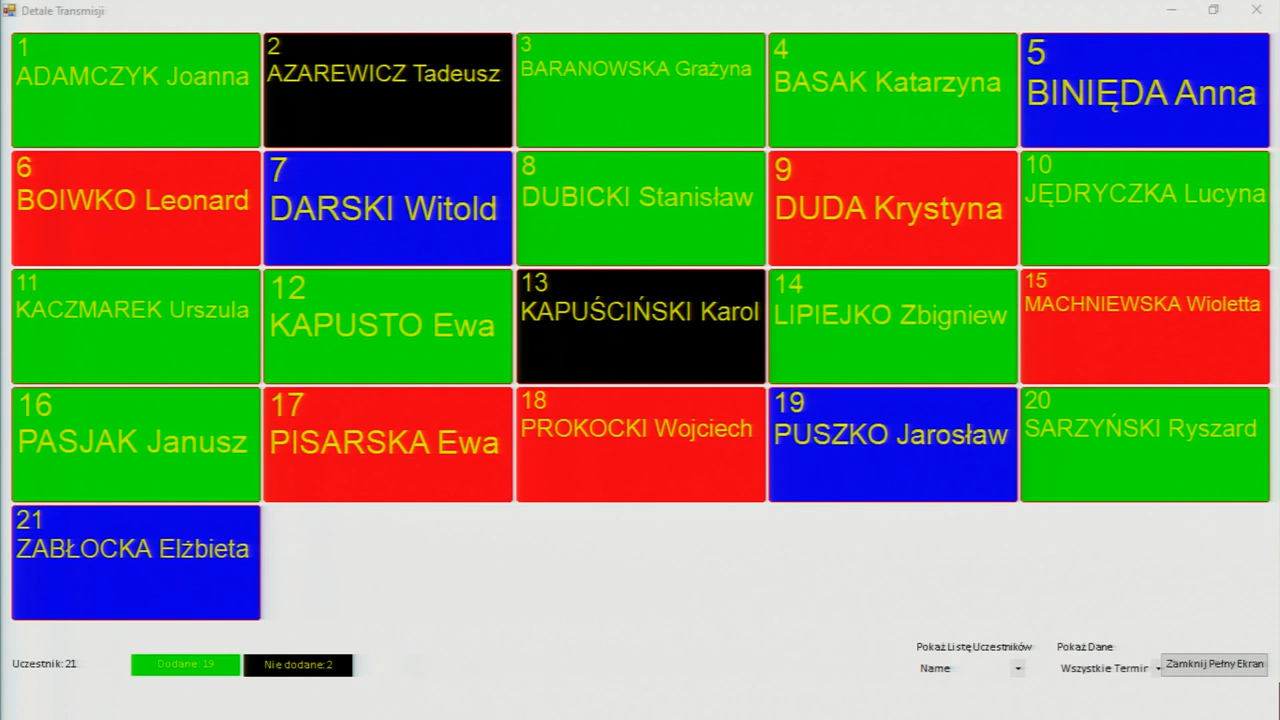 Detale Transmisji
1
ADAMCZYK Joanna
2
AZAREWICZ Tadeusz
3
BARANOWSKA Grażyna
4
BASAK Katarzyna
5
BINIĘDA Anna
6
BOIWKO Leonard
7
DARSKI Witold
8
DUBICKI Stanisław
9
DUDA Krystyna
10
JĘDRYCZKA Lucyna
11
KACZMAREK Urszula
12
KAPUSTO Ewa
13
KAPUŚCIŃSKI Karol
14
LIPIEJKO Zbigniew
15
MACHNIEWSKA Wioletta
16
PASJAK Janusz
17
PISARSKA Ewa
18
PROKOCKI Wojciech
19
PUSZKO Jarosław
20
SARZYŃSKI Ryszard
21
ZABŁOCKA Elżbieta
Uczestnik: 21
Dodane: 19
Nie dodane: 2
Pokaż Listę Uczestników
Name
Pokaż Dane
Wszystkie Termir
Zamknij Pełny Ekran